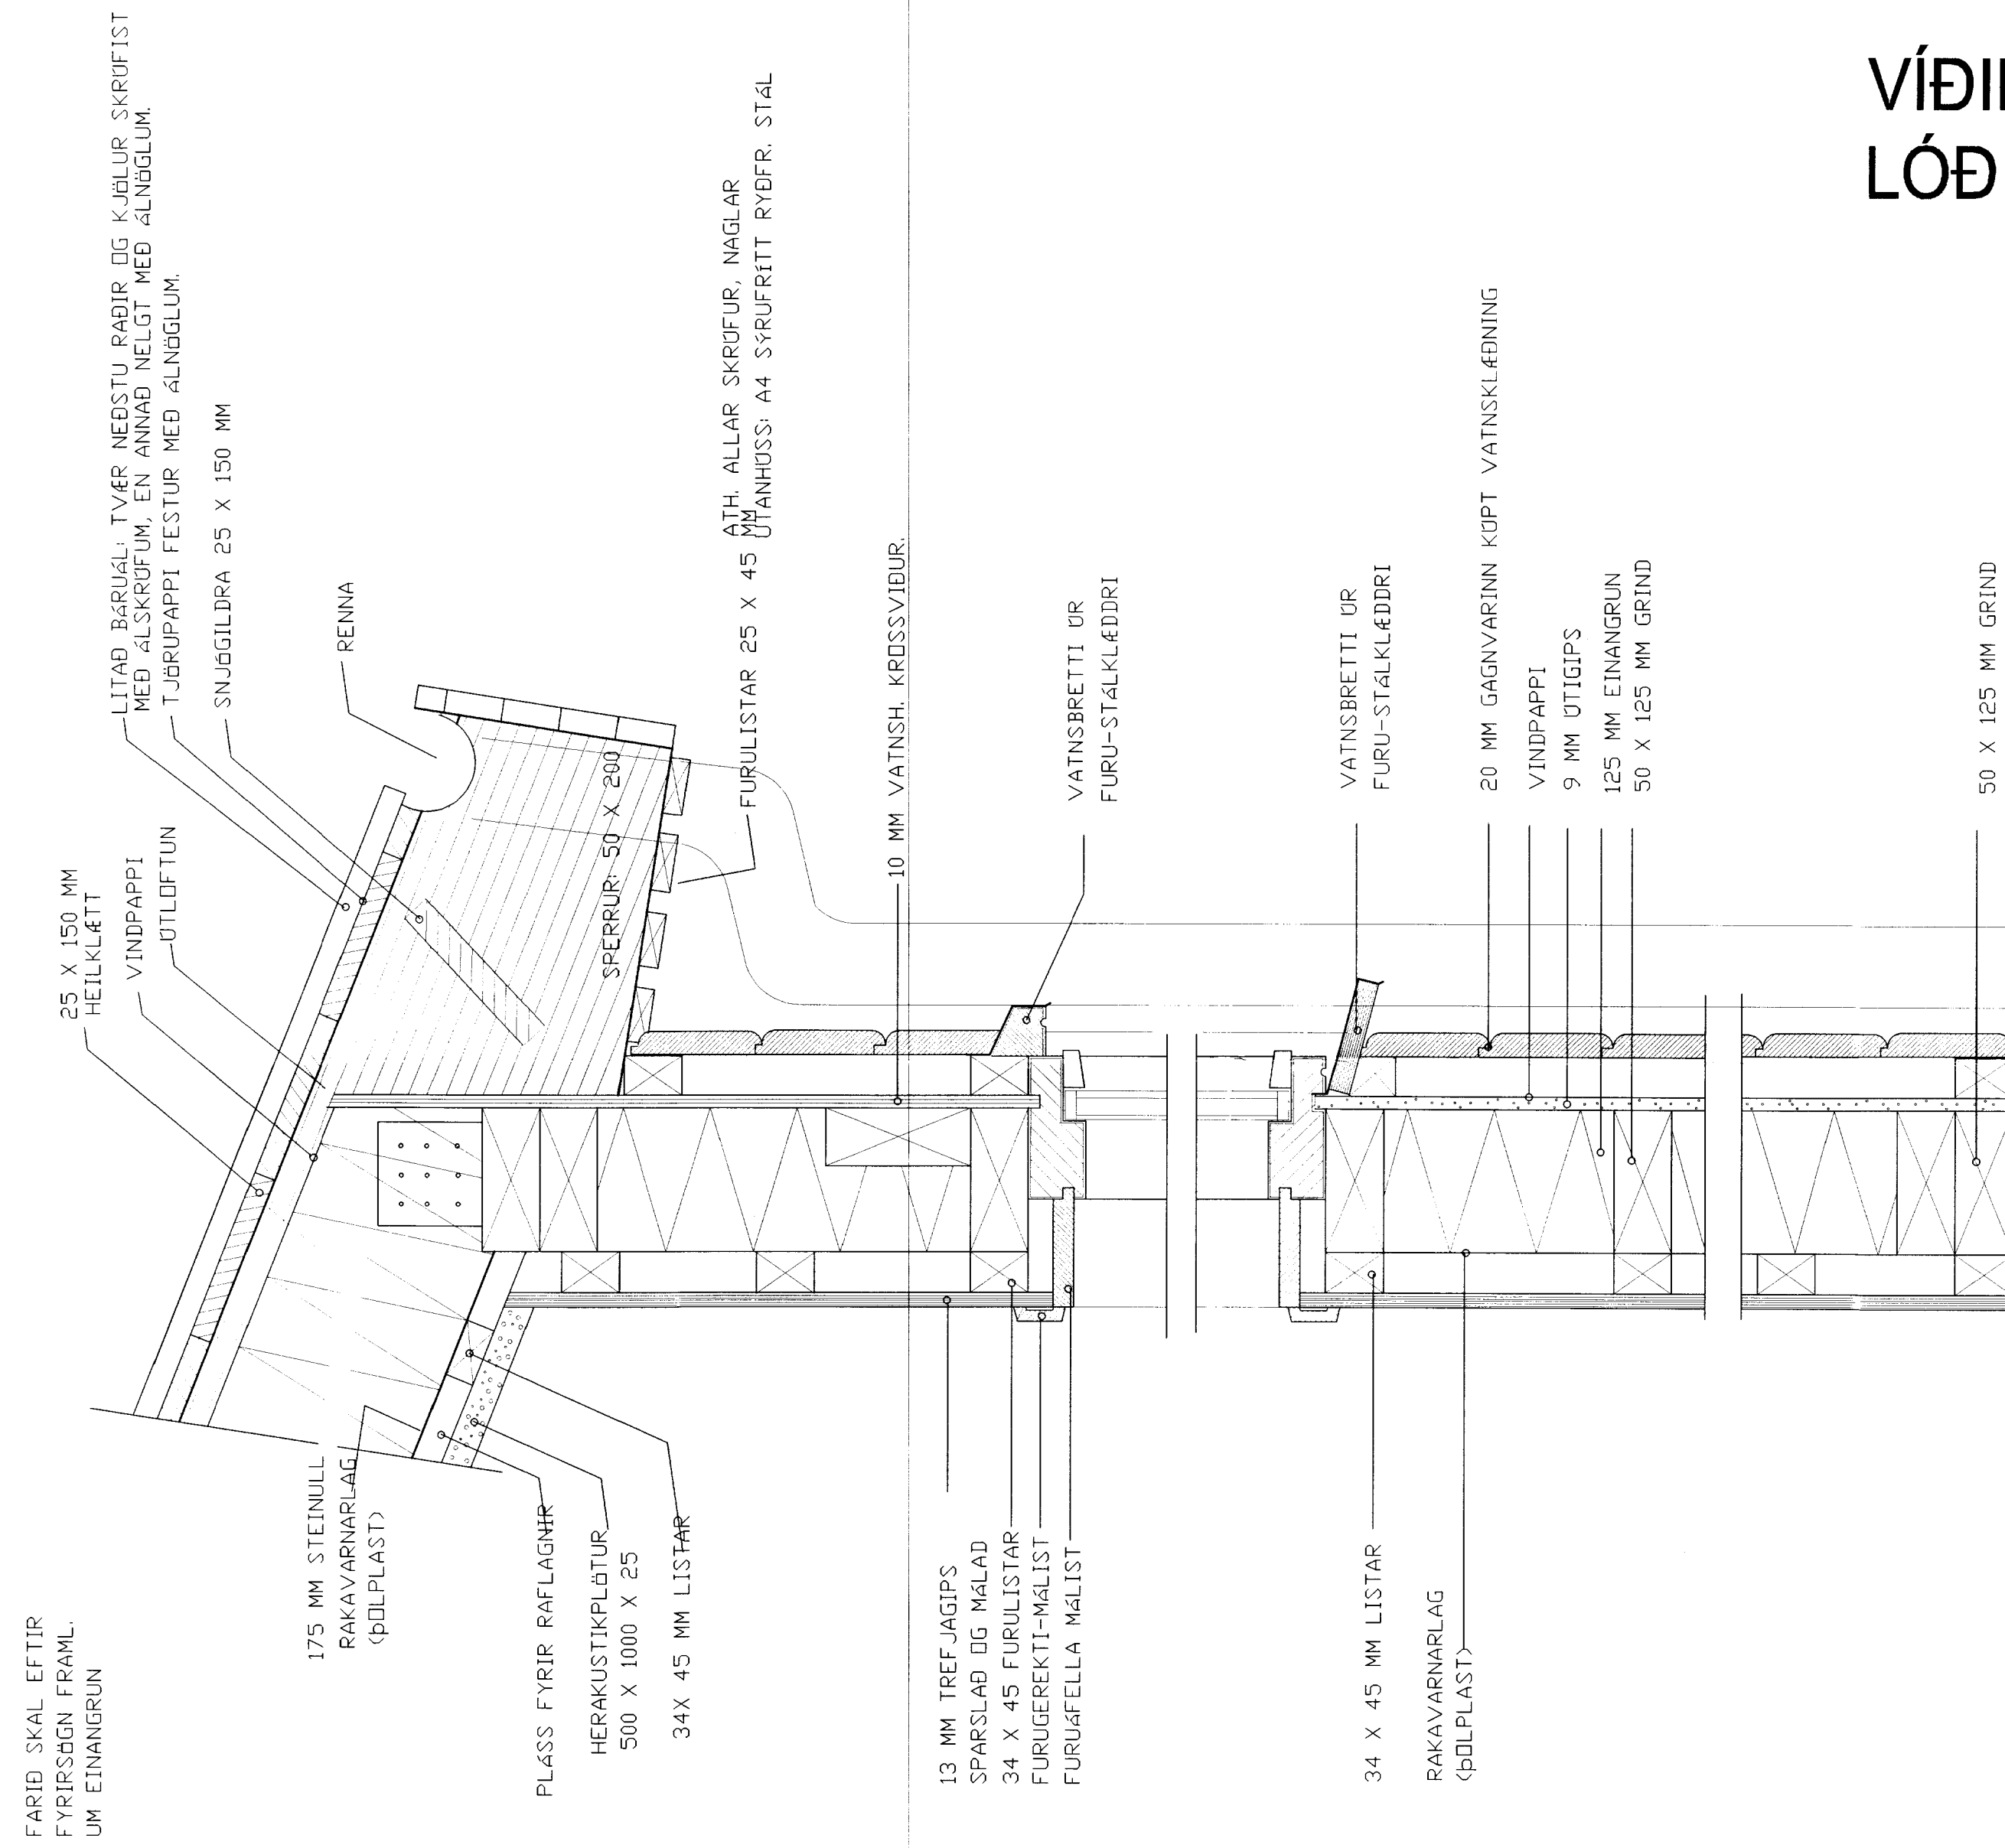 VÍÐI
LÓÐ
LITAÐ BÁRUÁL: TVÆR NEÐSTU RAÐIR OG KJÖLUR SKRÚFIST
MEÐ ÁLSKRÚFUM, EN ANNAÐ NELGT MEÐ ÁLNÖGLUM.
TJÖRUPAPPI FESTUR MEÐ ÁLNÖGLUM.
SNJÓGILDRA 25 X 150 MM
RENNA
25 X 150 MM
HEILKLÆTT
VINDPAPPI
ÚTLOFTUN
SPERRUR: 50 X 200
ATH. ALLAR SKRÚFUR, NAGLAR
ÚTANHÚSS: A4 SÝRUFRÍTT RYÐFR. STÁL
FURULISTAR 25 X 45 MM
10 MM VATNSH. KROSSVIÐUR.
VATNSBRETTI ÚR
FURU-STÁLKLÆDDRI
VATNSBRETTI ÚR
FURU-STÁLKLÆDDRI
20 MM GAGNVARINN KÚPT VATNSKLÆÐNING
VINDPAPPI
9 MM ÚTIGIPS
125 MM EINANGRUN
50 X 125 MM GRIND
50 X 125 MM GRIND
FARIÐ SKAL EFTIR
FYRIRSÖGN FRAML.
UM EINANGRUN
175 MM STEINULL
RAKAVARNARLAG
(þOLPLAST)
PLÁSS FYRIR RAFLAGNIR
HERAKUSTIKPLÖTUR
500 X 1000 X 25
34X 45 MM LISTAR
13 MM TREFJAGIPS
SPARSLAÐ OG MÁLAÐ
34 X 45 FURULISTAR
FURUGEREKTI-MÁLIST
FURUÁFELLA MÁLIST
34 X 45 MM LISTAR
RAKAVARNARLAG
(þOLPLAST)